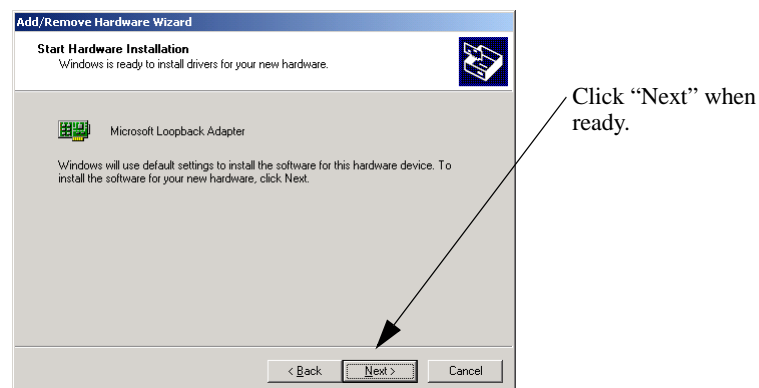 Add/Remove Hardware Wizard
Start Hardware Installation
Windows is ready to install drivers for your new hardware.
Click “Next” when
ready.
Microsoft Loopback Adapter
Windows will use default settings to install the software for this hardware device. To
install the software for your new hardware, click Next.
< Back
Next >
Cancel